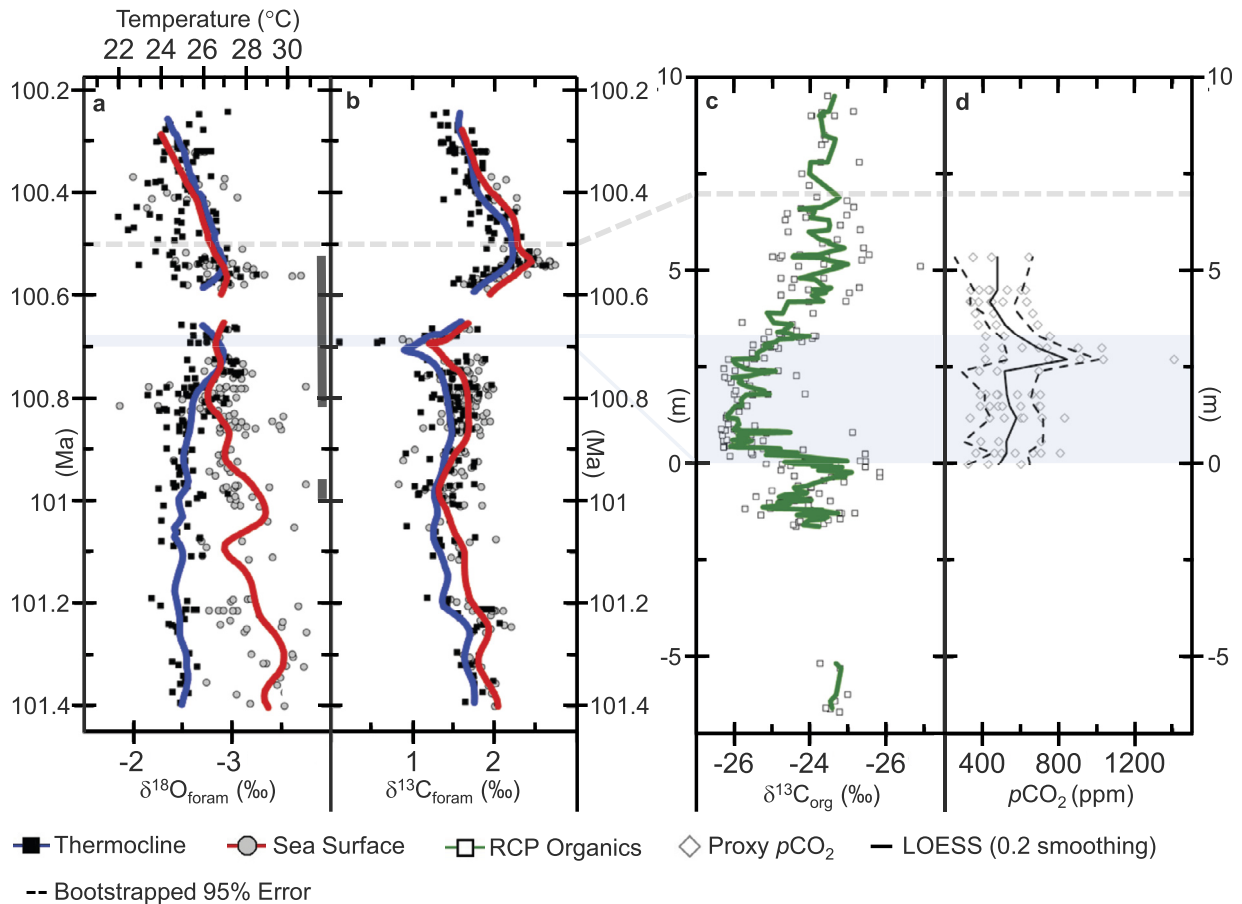 Temperature (°C)
22 24 26 28 30
a b c d
100.2 100.2 10 10
100.4 100.4
5 5
100.6 100.6
100.8 100.8
(Ma) (Ma) (m) (m)
0 0
101 101
101.2 101.2
-5 -5
101.4 101.4
-2 -3 1 2 -26 -24 -26 400 800 1200
δ18Oforam (‰) δ13Cforam (‰) δ13Corg (‰) pCO2 (ppm)
Thermocline Sea Surface RCP Organics Proxy pCO2 LOESS (0.2 smoothing)
Bootstrapped 95% Error